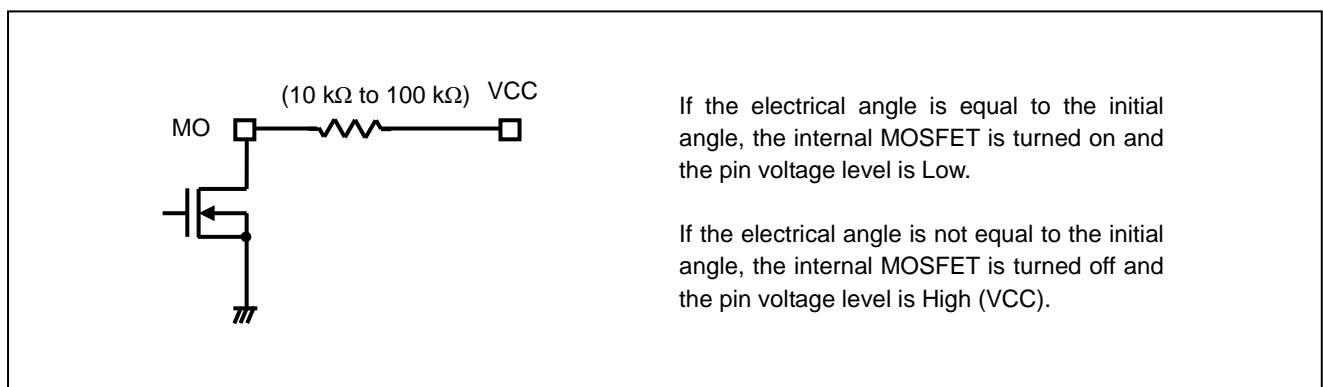 (10 kΩ to 100 kΩ) VCC
MO
If the electrical angle is equal to the initial
angle, the internal MOSFET is turned on and
the pin voltage level is Low.
If the electrical angle is not equal to the initial
angle, the internal MOSFET is turned off and
the pin voltage level is High (VCC).